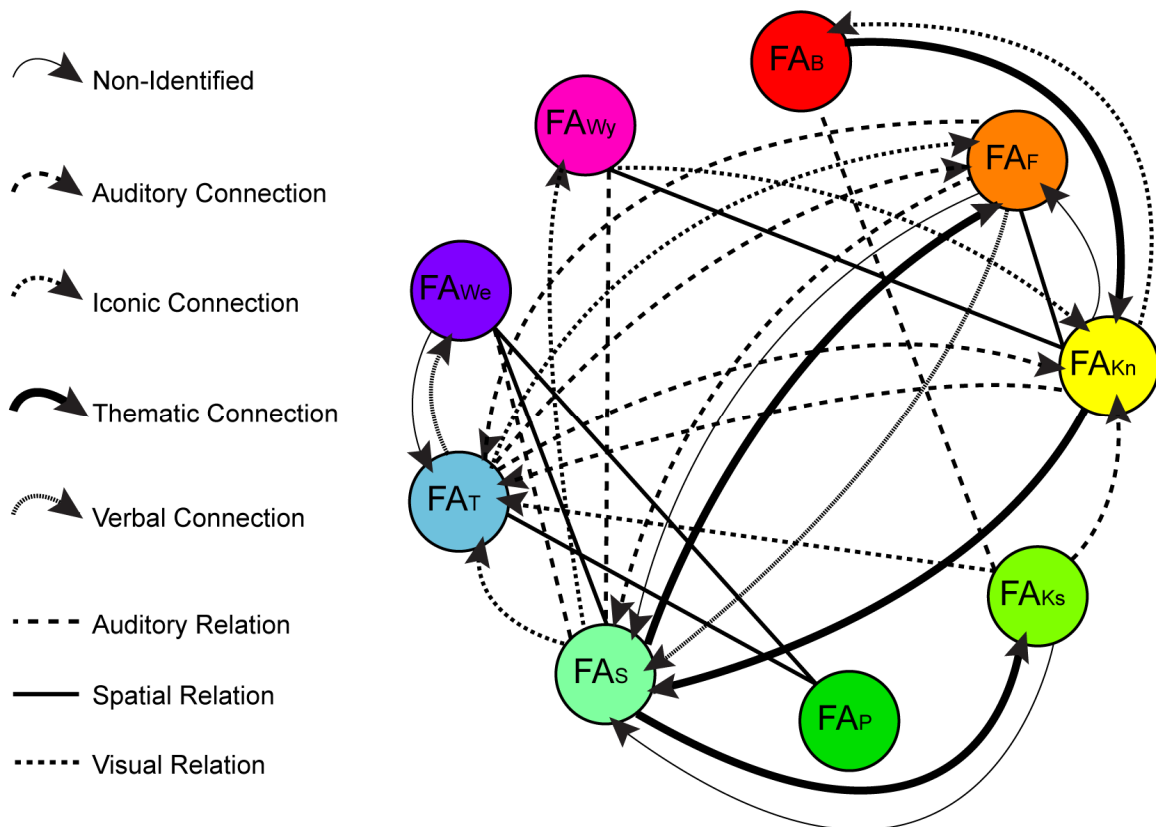 Non-Identified
Auditory Connection
Iconic Connection
Thematic Connection
Verbal Connection
Auditory Relation
Spatial Relation
Visual Relation
FAB
FAWy
FAF
FAWe
FAKn
FAT
FAKs
FAS
FAP